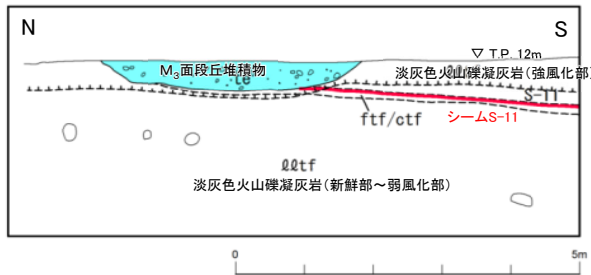 N
S
▽ T.P. 12m
M₃面段丘堆積物
te
淡灰色火山礫凝灰岩(強風化部)
S-11
ftf/ctf
シームS-11
ℓℓtf
淡灰色火山礫凝灰岩(新鮮部~弱風化部)
0
5m